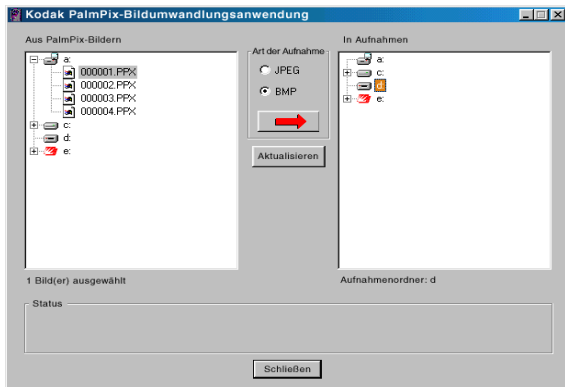 Kodak PalmPix-Bildumwandlungsanwendung
Aus PalmPix-Bildern
a:
000001.PPX
000002.PPX
000003.PPX
000004.PPX
c:
d:
e:
1 Bild(er) ausgewählt
Art der Aufnahme
JPEG
BMP
Aktualisieren
In Aufnahmen
a:
c:
d:
e:
Aufnahmenordner: d
Status
Schließen